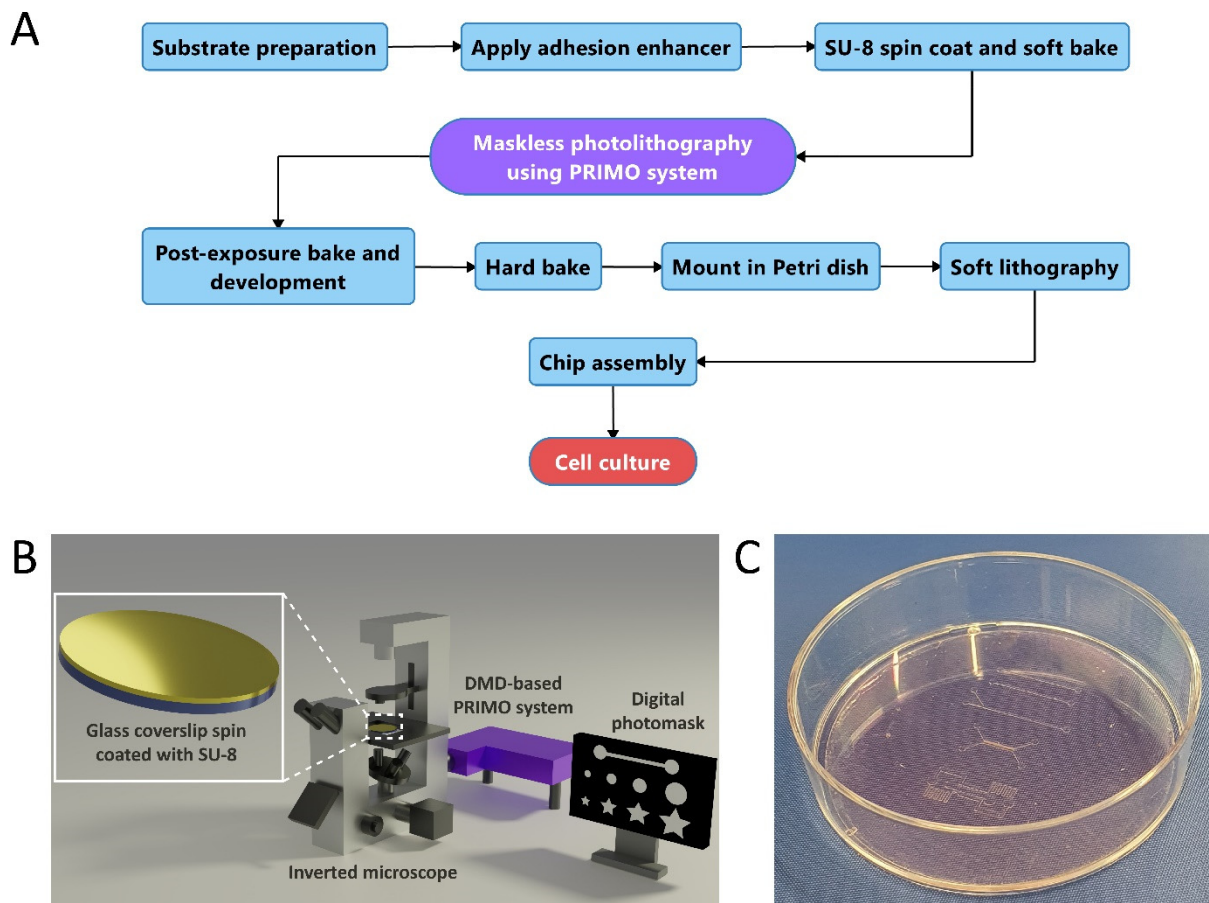 A
Substrate preparation
Apply adhesion enhancer
SU-8 spin coat and soft bake
Maskless photolithography
using PRIMO system
Post-exposure bake and
development
Hard bake
Mount in Petri dish
Soft lithography
Chip assembly
Cell culture
B
Glass coverslip spin
coated with SU-8
DMD-based
PRIMO system
Digital
photomask
Inverted microscope
C